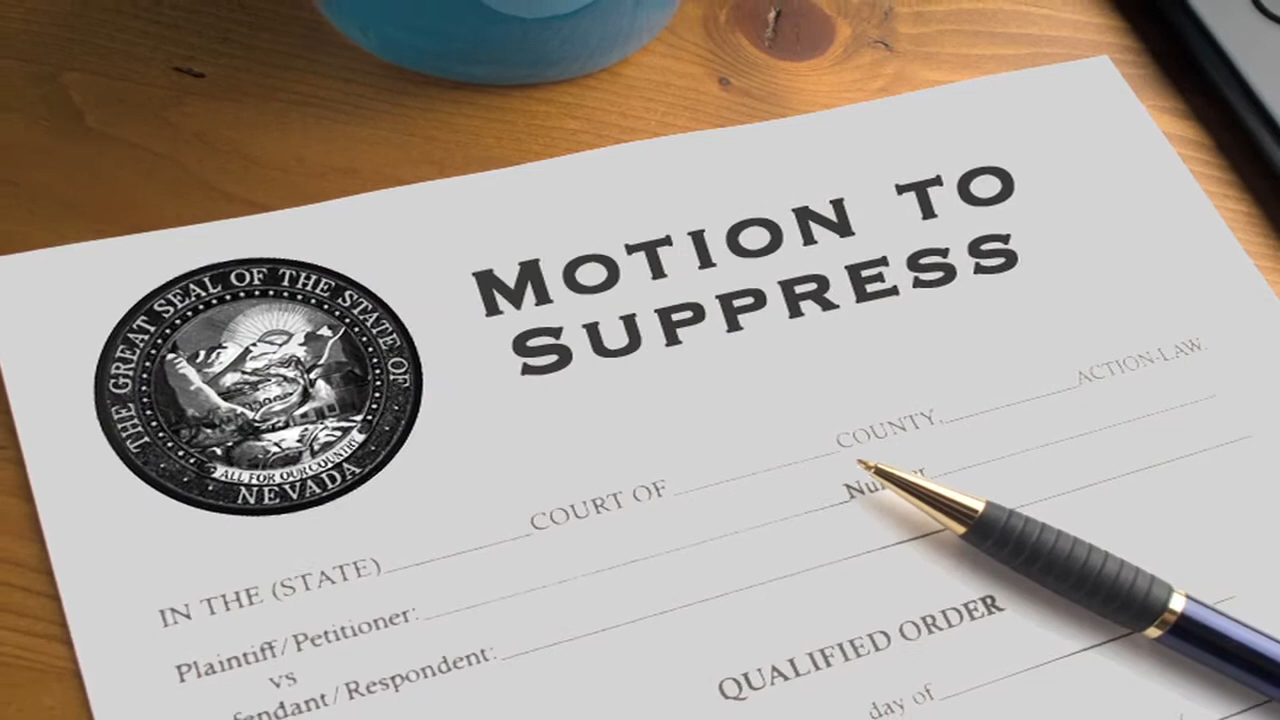 MOTION TO
SUPPRESS
THE GREAT SEAL OF THE STATE OF
NEVADA
ALL FOR OUR COUNTRY
IN THE (STATE) COURT OF COUNTY, ACTION-LAW.
Plaintiff/Petitioner:
vs
/Respondent:
QUALIFIED ORDER
day of